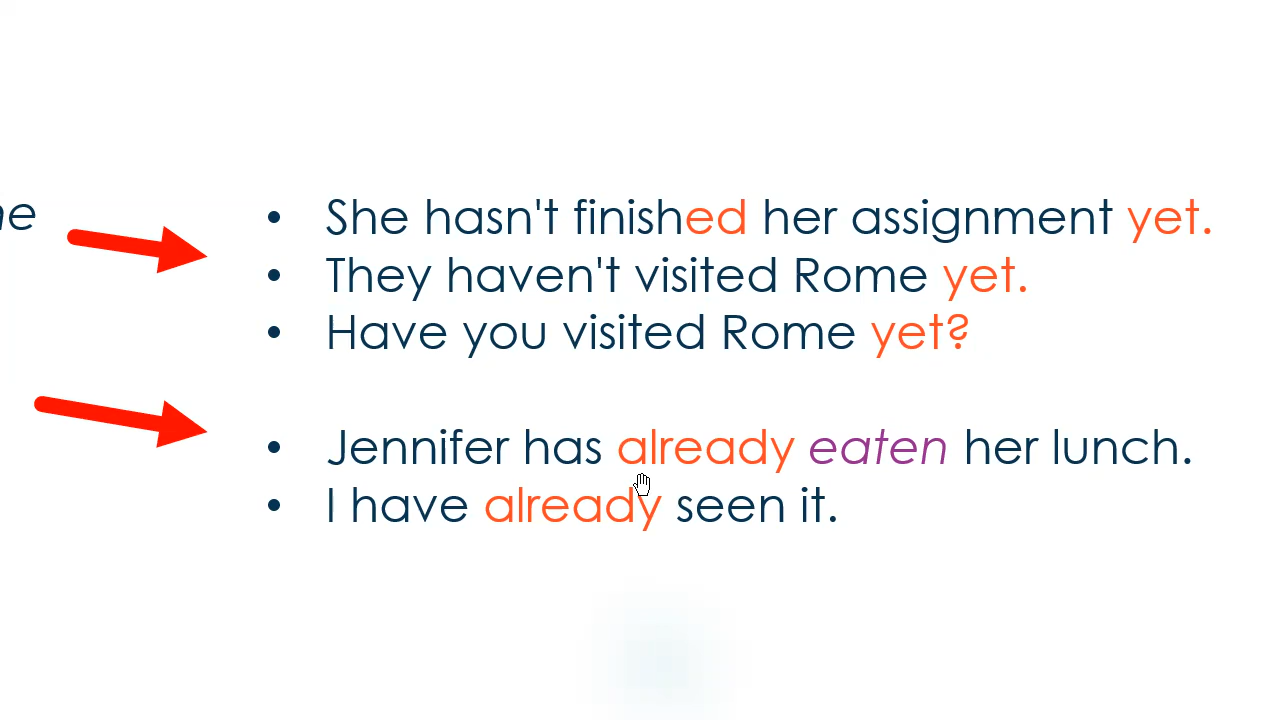 • She hasn't finished her assignment yet.
• They haven't visited Rome yet.
• Have you visited Rome yet?
• Jennifer has already eaten her lunch.
• I have already seen it.